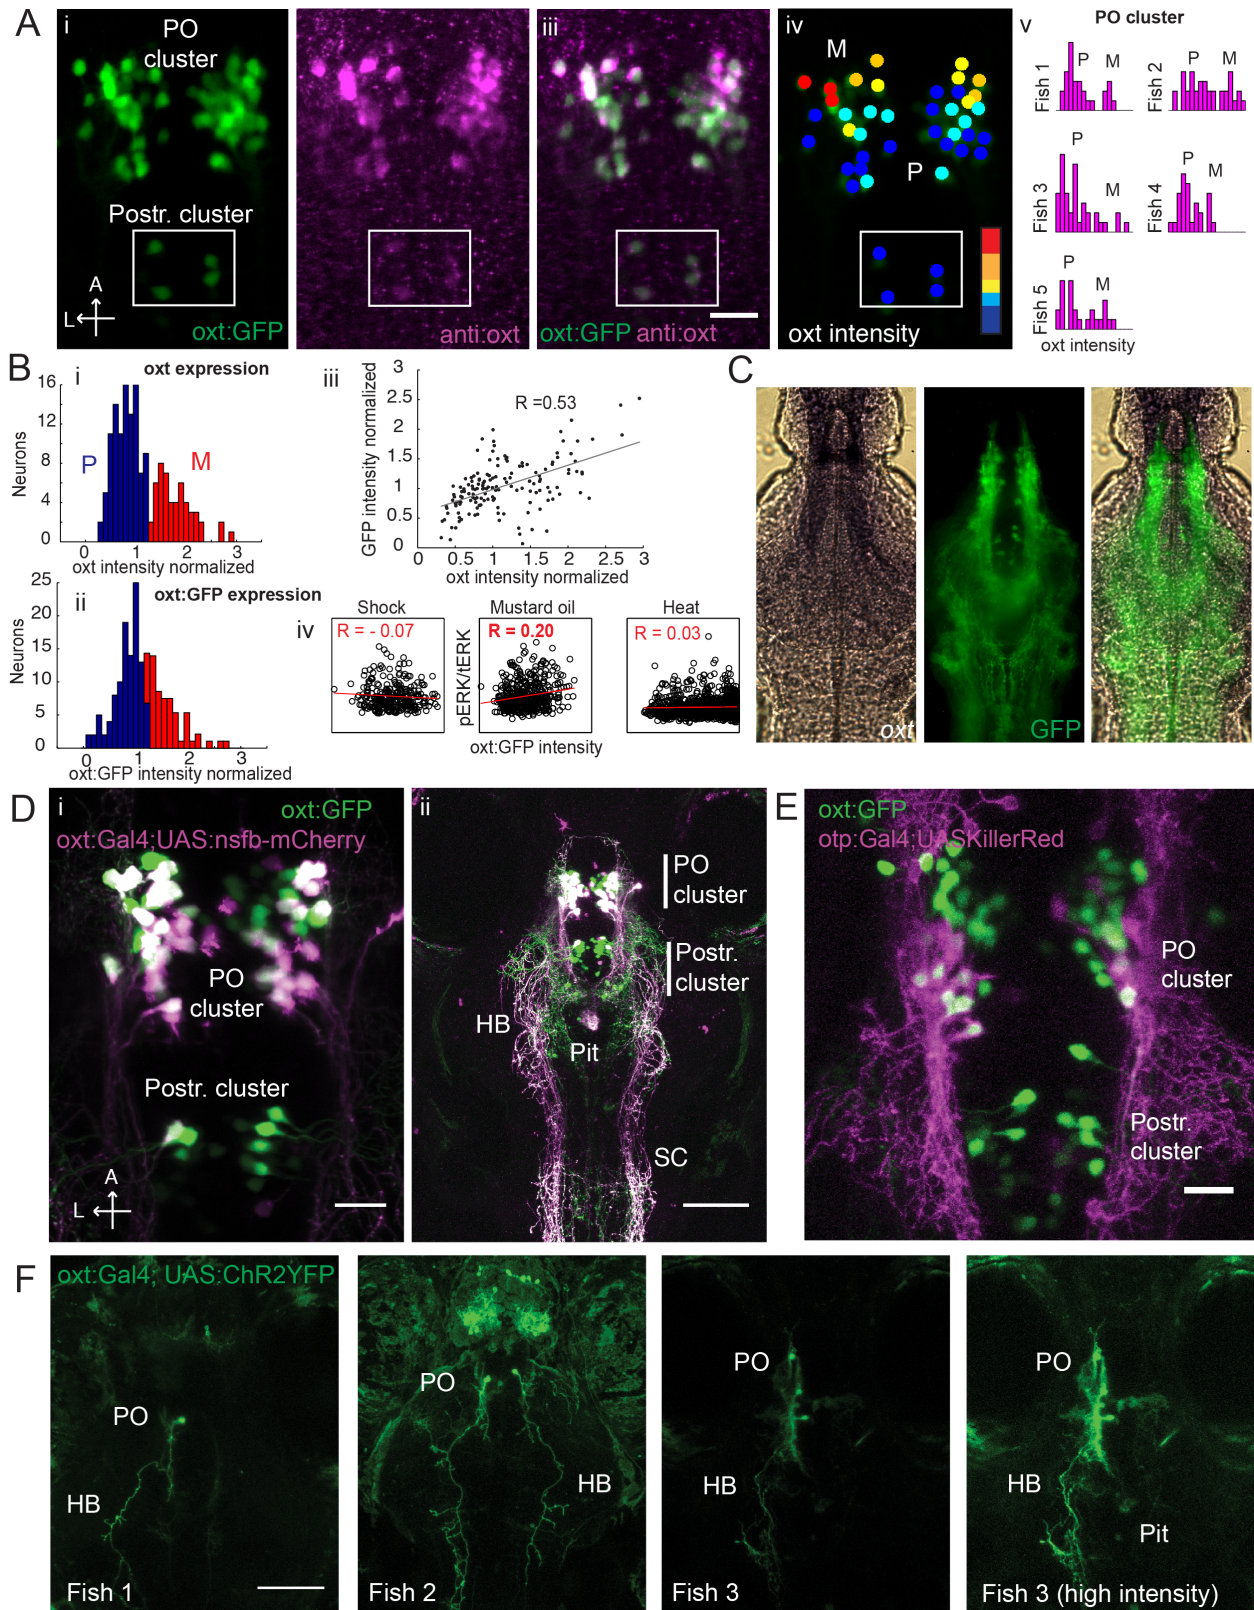 A
i
PO
cluster
Postr. cluster
A
L
oxt:GFP
anti:oxt
iii
oxt:GFP anti:oxt
iv
M
P
oxt intensity
v
PO cluster
Fish 1
P
M
Fish 2
P
M
Fish 3
P
M
Fish 4
P
M
Fish 5
P
M
oxt intensity
B
i
oxt expression
16
12
8
4
0
Neurons
P
M
0
1
2
3
oxt intensity normalized
ii
oxt:GFP expression
25
20
15
10
5
0
Neurons
0
1
2
3
oxt:GFP intensity normalized
iii
R =0.53
3
2.5
2
1.5
1
0.5
0
GFP intensity normalized
0
0.5
1
1.5
2
2.5
3
oxt intensity normalized
iv
Shock
R = - 0.07
Mustard oil
R = 0.20
Heat
R = 0.03
pERK/tERK
oxt:GFP intensity
C
oxt
GFP
D
i
oxt:GFP
oxt:Gal4;UAS:nsfb-mCherry
PO
cluster
Postr. cluster
A
L
ii
PO
cluster
Postr.
cluster
HB
Pit
SC
E
oxt:GFP
otp:Gal4;UASKillerRed
PO
cluster
Postr.
cluster
F
oxt:Gal4; UAS:ChR2YFP
PO
HB
Fish 1
PO
HB
Fish 2
PO
HB
Fish 3
PO
HB
Pit
Fish 3 (high intensity)